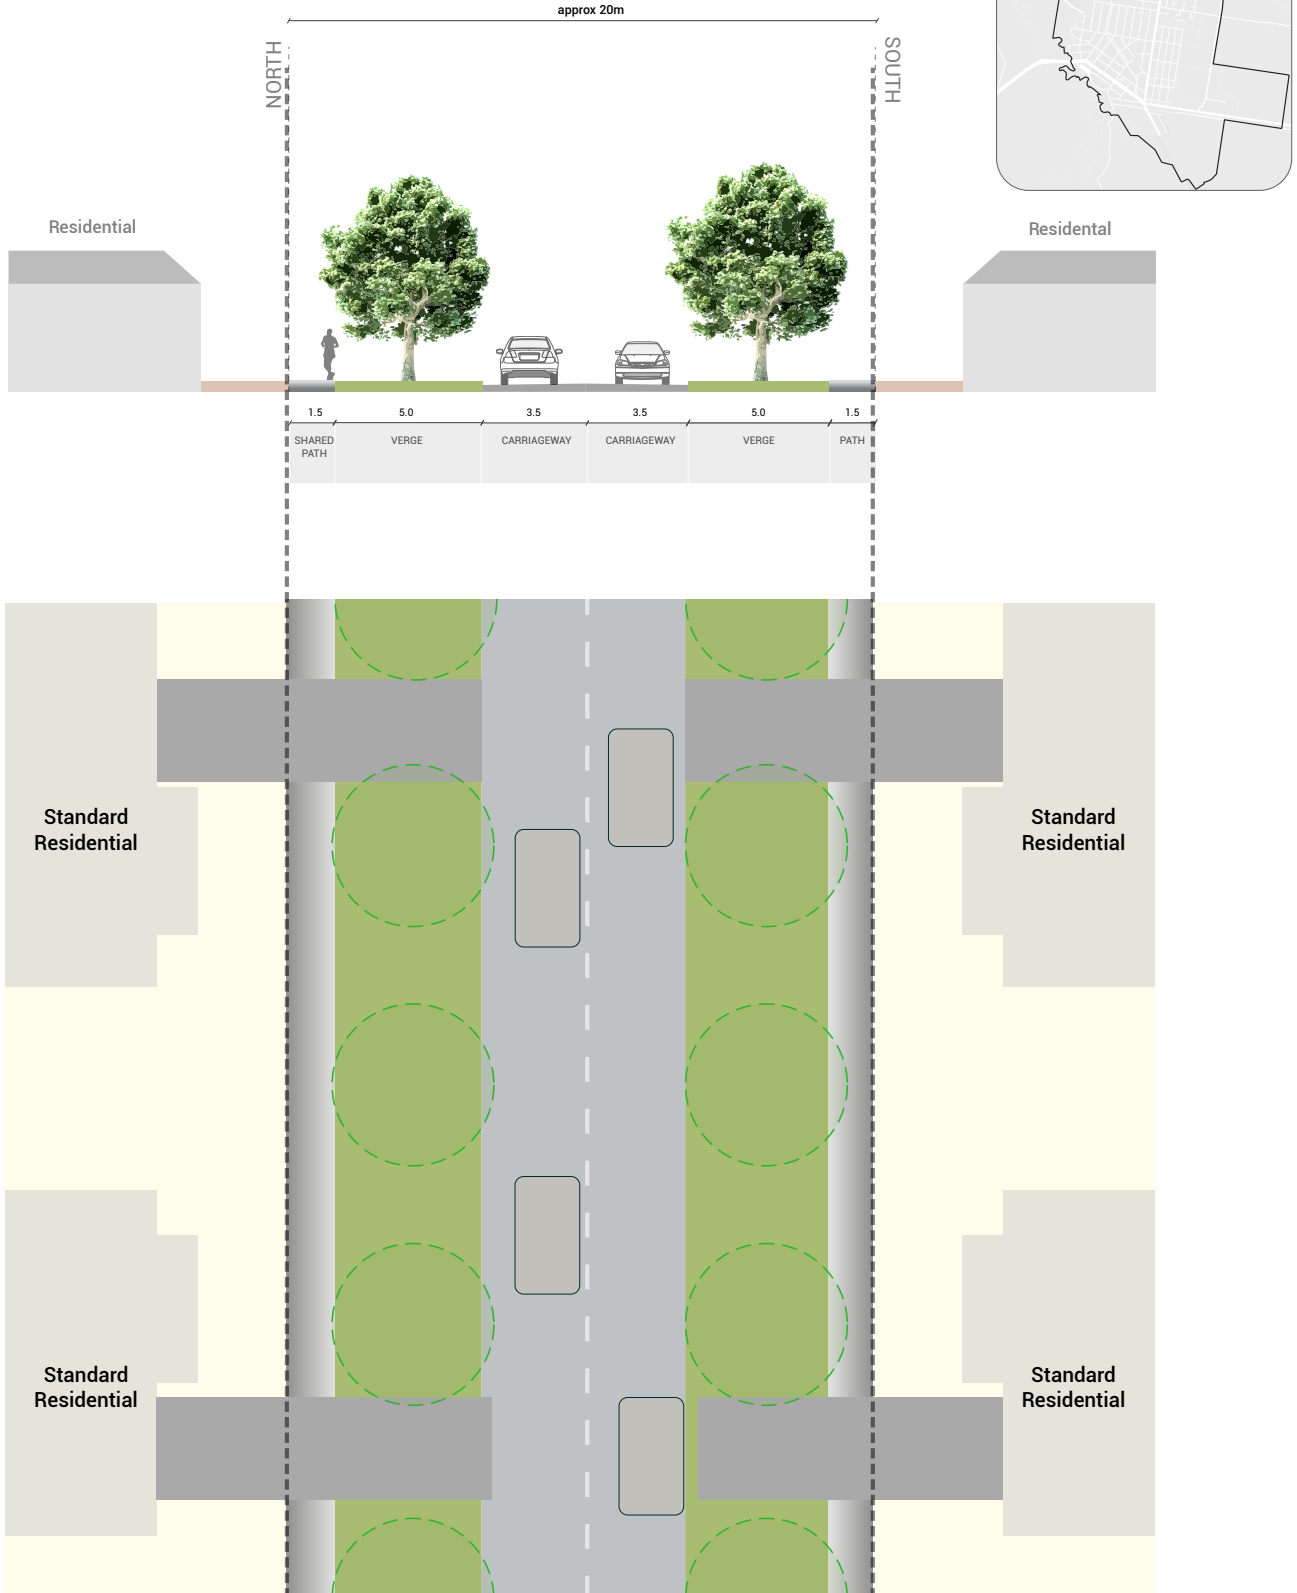 approx 20m
NORTH
SOUTH
Residential
Residental
1.5
5.0
3.5
3.5
5.0
1.5
SHARED
PATH
VERGE
CARRIAGEWAY
CARRIAGEWAY
VERGE
PATH
Standard
Residential
Standard
Residential
Standard
Residential
Standard
Residential